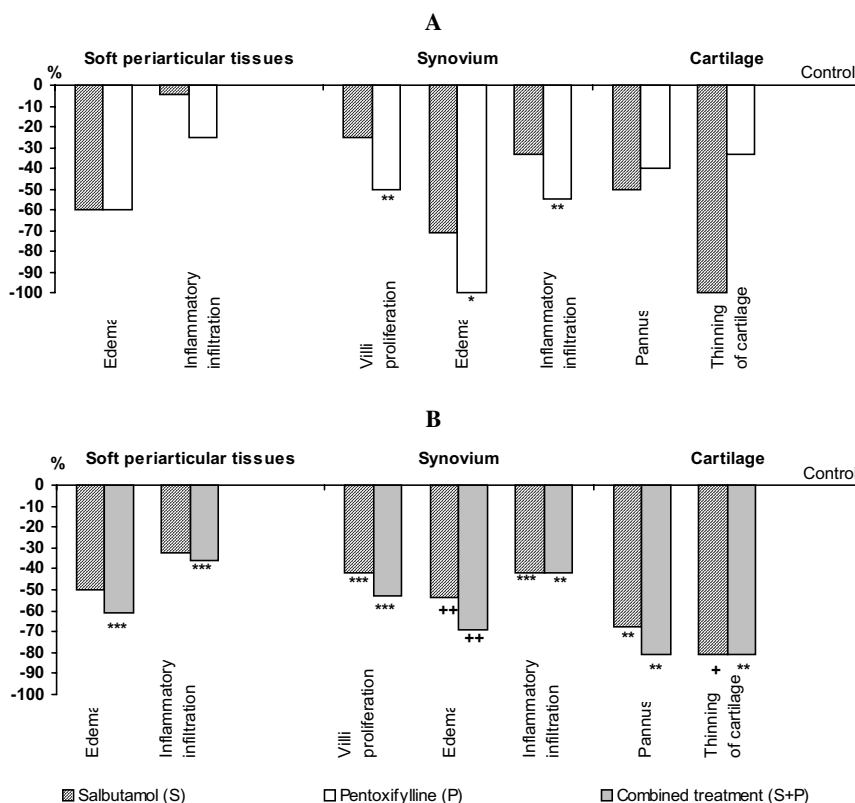 A
Soft periarticular tissues Synovium Cartilage
% Control
0
-10
-20
-30
-40
-50
-60
-70
-80
-90
-100
** * **
Edema
Inflammatory
infiltration
Villi
proliferation
Edema
Inflammatory
infiltration
Pannus
Thinning
of cartilage
B
Soft periarticular tissues Synovium Cartilage
% Control
0
-10
-20
-30
-40
-50
-60
-70
-80
-90
-100
*** *** *** *** ++ ++ *** ** ** ** + **
Edema
Inflammatory
infiltration
Villi
proliferation
Edema
Inflammatory
infiltration
Pannus
Thinning
of cartilage
Salbutamol (S) Pentoxifylline (P) Combined treatment (S+P)